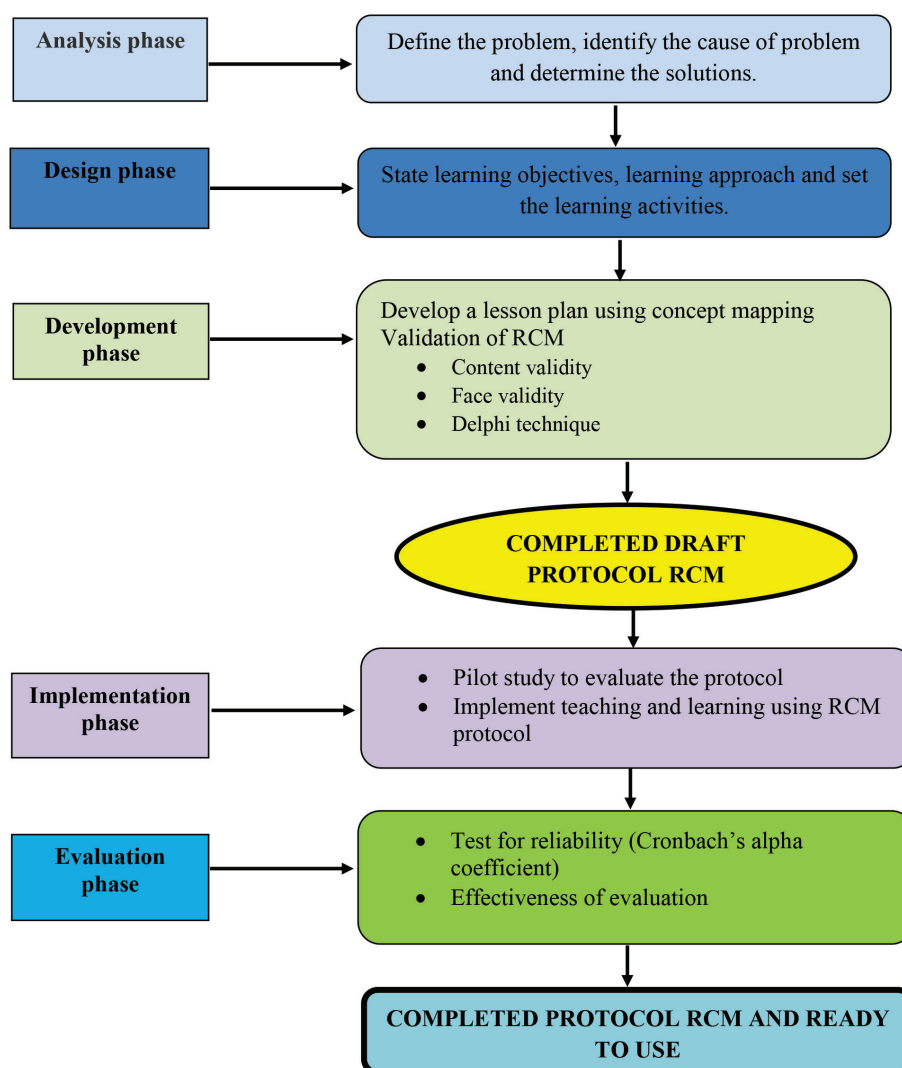 Analysis phase
Define the problem, identify the cause of problem
and determine the solutions.
Design phase
State learning objectives, learning approach and set
the learning activities.
Development
phase
Develop a lesson plan using concept mapping
Validation of RCM
• Content validity
• Face validity
• Delphi technique
COMPLETED DRAFT
PROTOCOL RCM
Implementation
phase
• Pilot study to evaluate the protocol
• Implement teaching and learning using RCM
protocol
Evaluation
phase
• Test for reliability (Cronbach’s alpha
coefficient)
• Effectiveness of evaluation
COMPLETED PROTOCOL RCM AND READY
TO USE